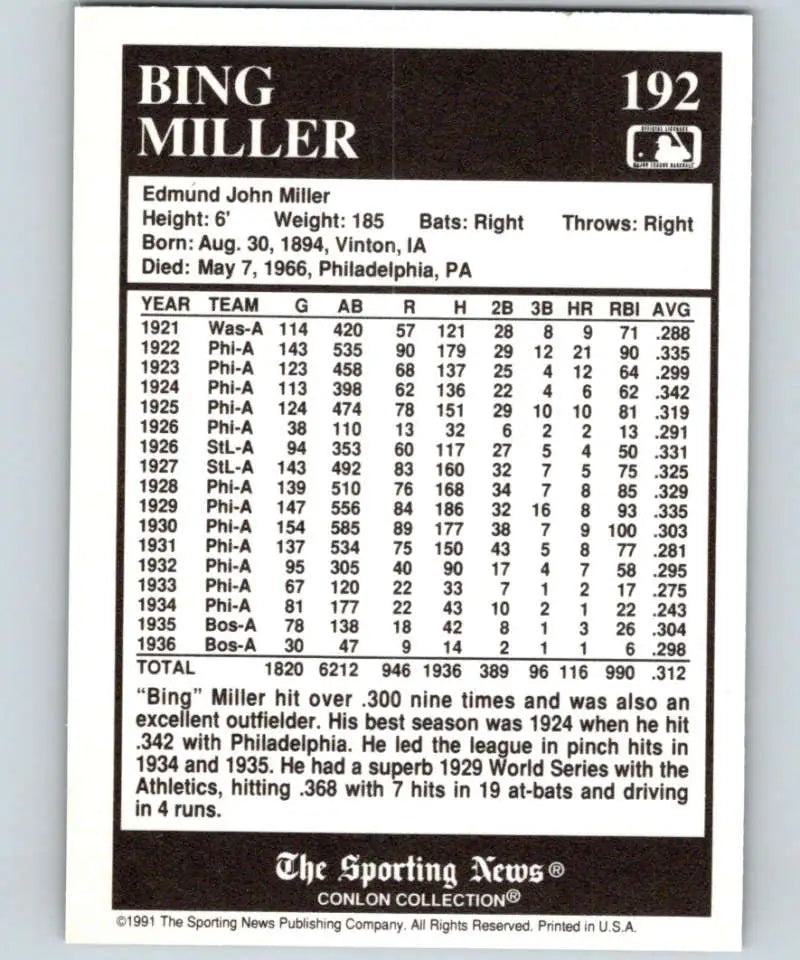 BING
MILLER
192
OFFICIAL LICENSEE
MAJOR LEAGUE BASEBALL
Edmund John Miller
Height: 6' Weight: 185 Bats: Right Throws: Right
Born: Aug. 30, 1894, Vinton, IA
Died: May 7, 1966, Philadelphia, PA
YEAR TEAM G AB R H 2B 3B HR RBI AVG
1921 Was-A 114 420 57 121 28 8 9 71 .288
1922 Phi-A 143 535 90 179 29 12 21 90 .335
1923 Phi-A 123 458 68 137 25 4 12 64 .299
1924 Phi-A 113 398 62 136 22 4 6 62 .342
1925 Phi-A 124 474 78 151 29 10 10 81 .319
1926 Phi-A 38 110 13 32 6 2 2 13 .291
1926 StL-A 94 353 60 117 27 5 4 50 .331
1927 StL-A 143 492 83 160 32 7 5 75 .325
1928 Phi-A 139 510 76 168 34 7 8 85 .329
1929 Phi-A 147 556 84 186 32 16 8 93 .335
1930 Phi-A 154 585 89 177 38 7 9 100 .303
1931 Phi-A 137 534 75 150 43 5 8 77 .281
1932 Phi-A 95 305 40 90 17 4 7 58 .295
1933 Phi-A 67 120 22 33 7 1 2 17 .275
1934 Phi-A 81 177 22 43 10 2 1 22 .243
1935 Bos-A 78 138 18 42 8 1 3 26 .304
1936 Bos-A 30 47 9 14 2 1 1 6 .298
TOTAL 1820 6212 946 1936 389 96 116 990 .312
"Bing" Miller hit over .300 nine times and was also an
excellent outfielder. His best season was 1924 when he hit
.342 with Philadelphia. He led the league in pinch hits in
1934 and 1935. He had a superb 1929 World Series with the
Athletics, hitting .368 with 7 hits in 19 at-bats and driving
in 4 runs.
The Sporting News®
CONLON COLLECTION®
©1991 The Sporting News Publishing Company. All Rights Reserved. Printed in U.S.A.